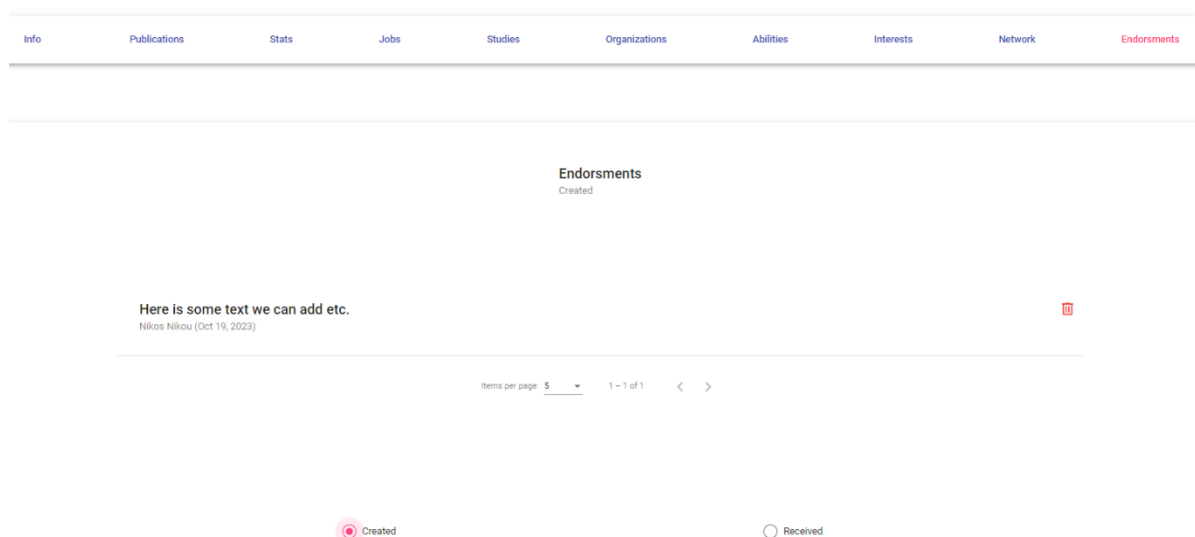 Info Publications Stats Jobs Studies Organizations Abilities Interests Network Endorsments
Endorsments
Created
Here is some text we can add etc.
Nikos Nikou (Oct 19, 2023)
Items per page: 5 1 – 1 of 1
Created Received